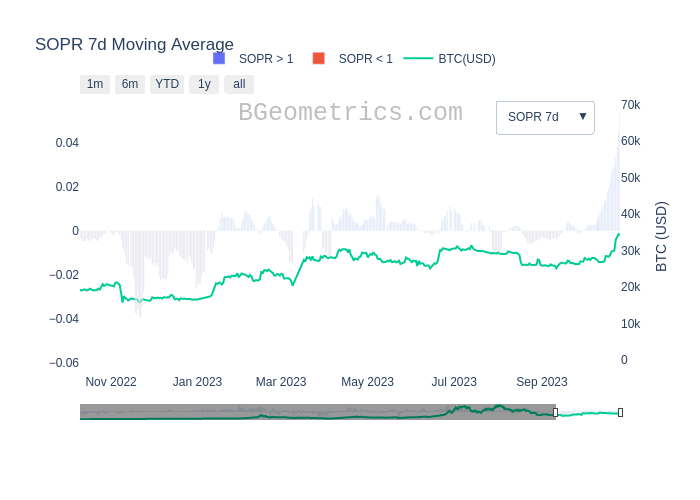 SOPR 7d Moving Average
SOPR > 1
SOPR < 1
BTC(USD)
1m
6m
YTD
1y
all
BGeometrics.com
SOPR 7d
▼
0.04
0.02
0
−0.02
−0.04
−0.06
70k
60k
50k
40k
30k
20k
10k
0
BTC (USD)
Nov 2022
Jan 2023
Mar 2023
May 2023
Jul 2023
Sep 2023